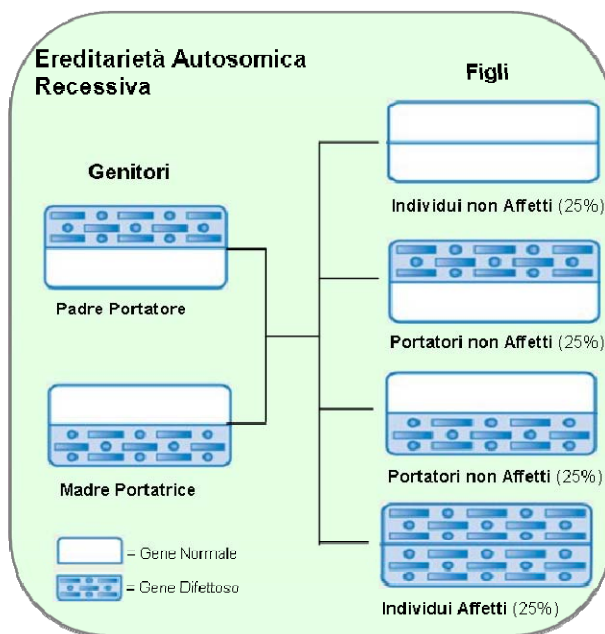 Ereditarietà Autosomica
Recessiva
Figli
Genitori
Individui non Affetti (25%)
Padre Portatore
Portatori non Affetti (25%)
Madre Portatrice
Portatori non Affetti (25%)
= Gene Normale
= Gene Difettoso
Individui Affetti (25%)